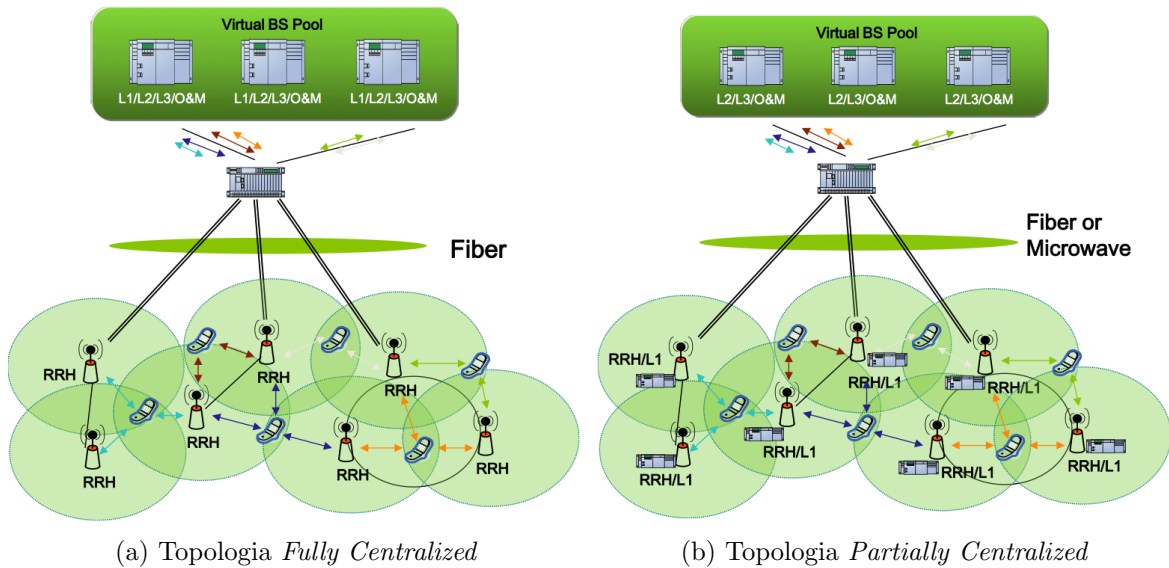 Virtual BS Pool
L1/L2/L3/O&M L1/L2/L3/O&M L1/L2/L3/O&M
Fiber
RRH
RRH
RRH
RRH
RRH
RRH
RRH
(a) Topologia Fully Centralized
Virtual BS Pool
L2/L3/O&M L2/L3/O&M L2/L3/O&M
Fiber or
Microwave
RRH/L1
RRH/L1
RRH/L1
RRH/L1
RRH/L1
RRH/L1
RRH/L1
(b) Topologia Partially Centralized